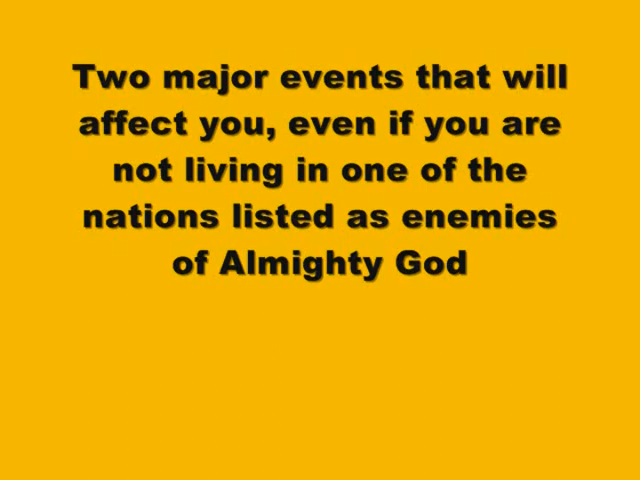 Two major events that will
affect you, even if you are
not living in one of the
nations listed as enemies
of Almighty God